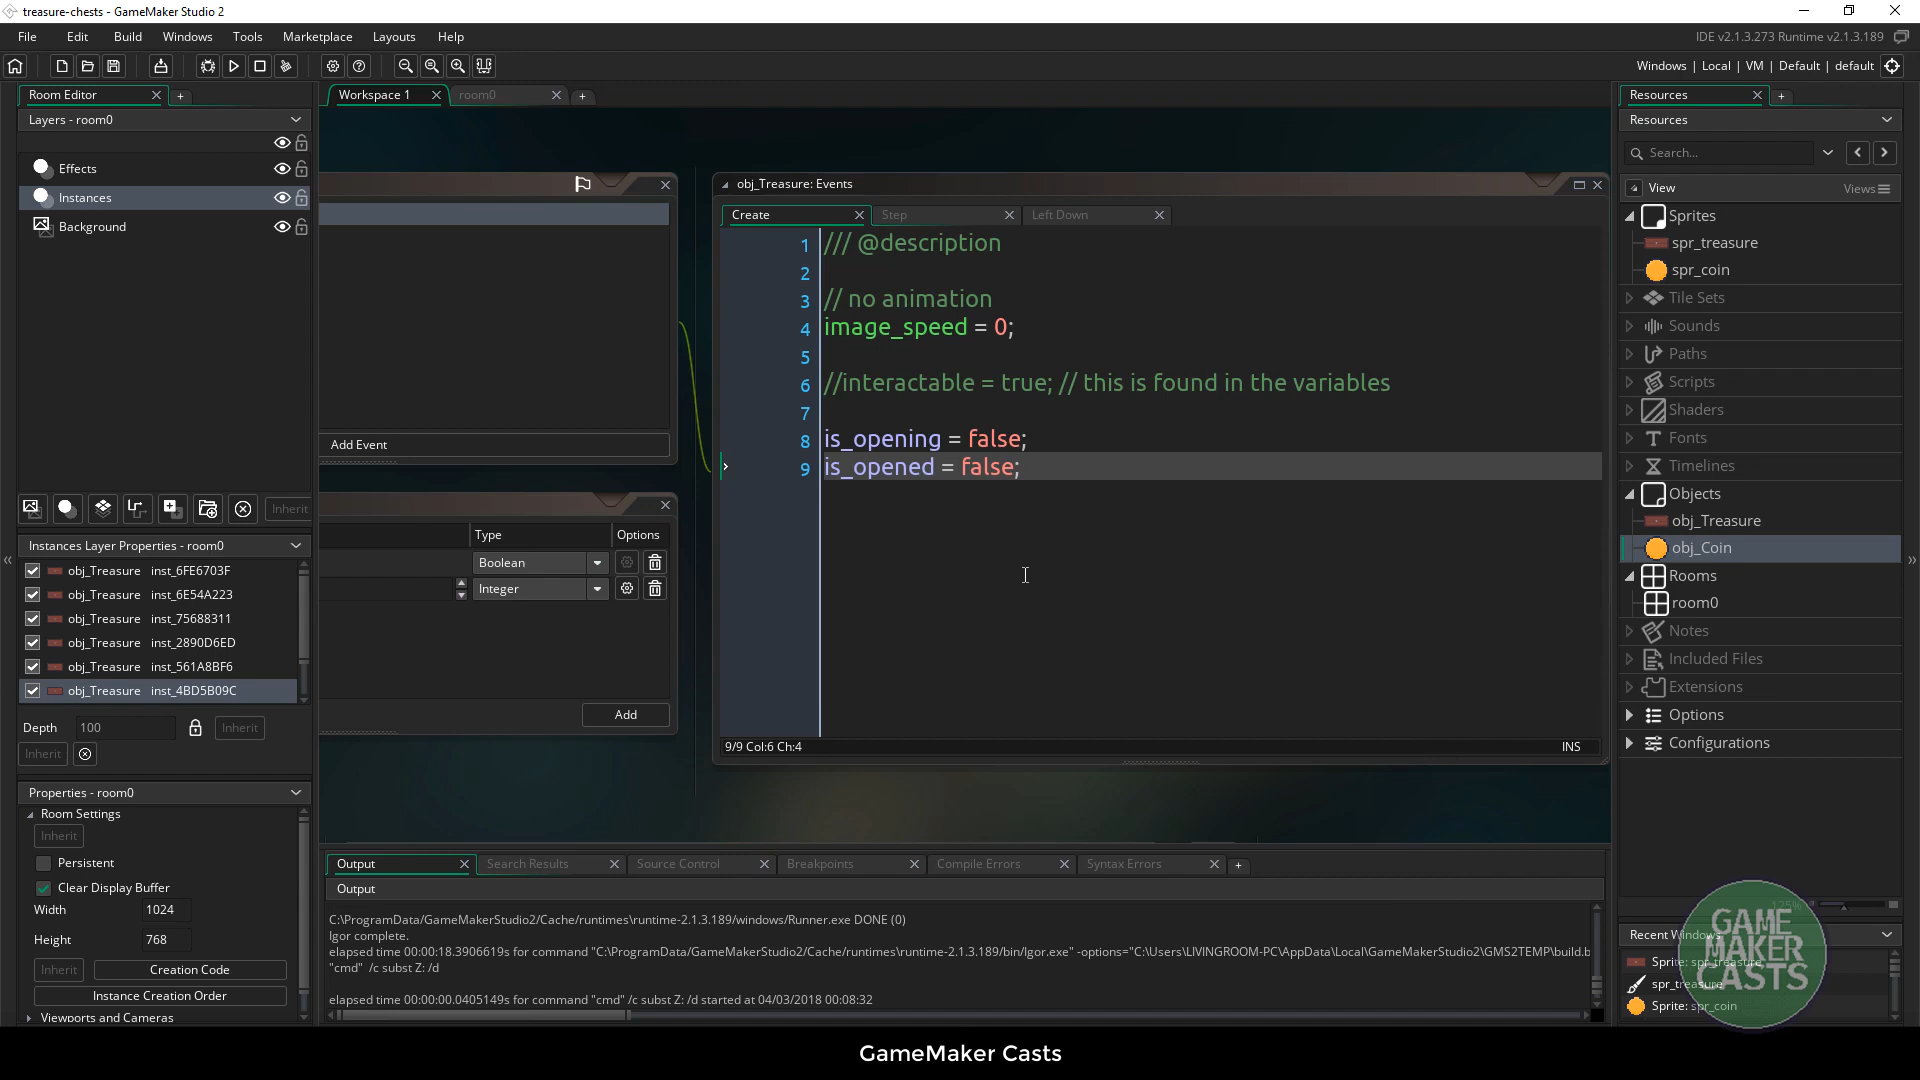 treasure-chests - GameMaker Studio 2
File Edit Build Windows Tools Marketplace Layouts Help
IDE v2.1.3.273 Runtime v2.1.3.189
Windows | Local | VM | Default | default
Room Editor
Layers - room0
Effects
Instances
Background
Inherit
Instances Layer Properties - room0
obj_Treasure inst_6FE6703F
obj_Treasure inst_6E54A223
obj_Treasure inst_75688311
obj_Treasure inst_2890D6ED
obj_Treasure inst_561A8BF6
obj_Treasure inst_4BD5B09C
Depth 100 Inherit
Inherit
Properties - room0
Room Settings
Inherit
Persistent
Clear Display Buffer
Width 1024
Height 768
Inherit Creation Code
Instance Creation Order
Viewports and Cameras
Workspace 1 room0
Add Event
Type Options
Boolean
Integer
Add
obj_Treasure: Events
Create Step Left Down
1 /// @description
2
3 // no animation
4 image_speed = 0;
5
6 //interactable = true; // this is found in the variables
7
8 is_opening = false;
9 is_opened = false;
9/9 Col:6 Ch:4 INS
Output Search Results Source Control Breakpoints Compile Errors Syntax Errors
Output
C:\ProgramData/GameMakerStudio2/Cache/runtimes\runtime-2.1.3.189/windows/Runner.exe DONE (0)
Igor complete.
elapsed time 00:00:18.3906619s for command "C:\ProgramData/GameMakerStudio2/Cache/runtimes\runtime-2.1.3.189/bin/Igor.exe" -options="C:\Users\LIVINGROOM-PC\AppData\Local\GameMakerStudio2\GMS2TEMP\build.b
"cmd" /c subst Z: /d
elapsed time 00:00:00.0405149s for command "cmd" /c subst Z: /d started at 04/03/2018 00:08:32
Resources
Resources
Search...
View Views
Sprites
spr_treasure
spr_coin
Tile Sets
Sounds
Paths
Scripts
Shaders
Fonts
Timelines
Objects
obj_Treasure
obj_Coin
Rooms
room0
Notes
Included Files
Extensions
Options
Configurations
125%
Recent Windows
Sprite: spr_treasure
spr_treasure
Sprite: spr_coin
GAME
MAKER
CASTS
GameMaker Casts